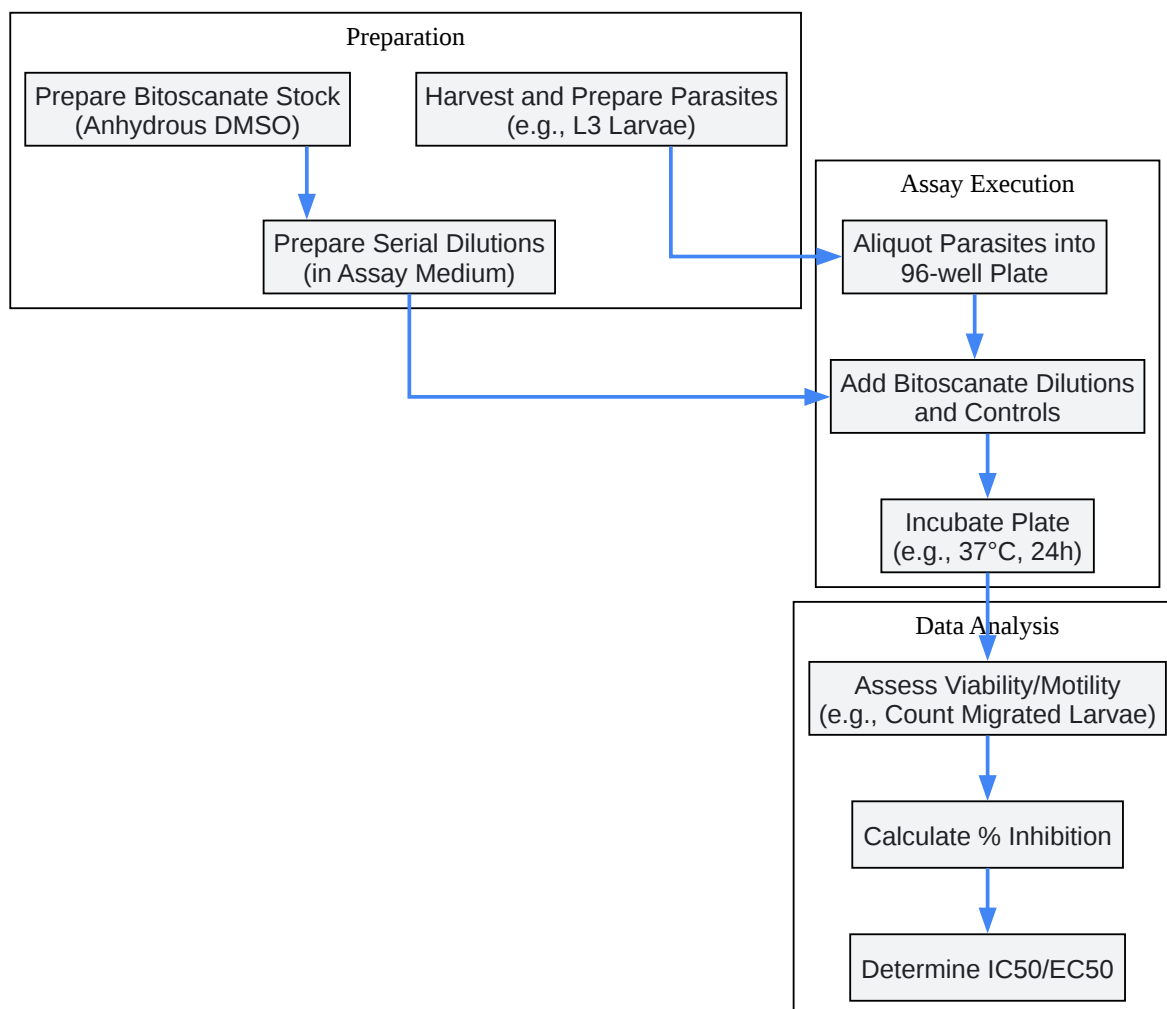 Preparation
Prepare Bitoscanate Stock
(Anhydrous DMSO)
Harvest and Prepare Parasites
(e.g., L3 Larvae)
Prepare Serial Dilutions
(in Assay Medium)
Assay Execution
Aliquot Parasites into
96-well Plate
Add Bitoscanate Dilutions
and Controls
Incubate Plate
(e.g., 37°C, 24h)
Data Analysis
Assess Viability/Motility
(e.g., Count Migrated Larvae)
Calculate % Inhibition
Determine IC50/EC50